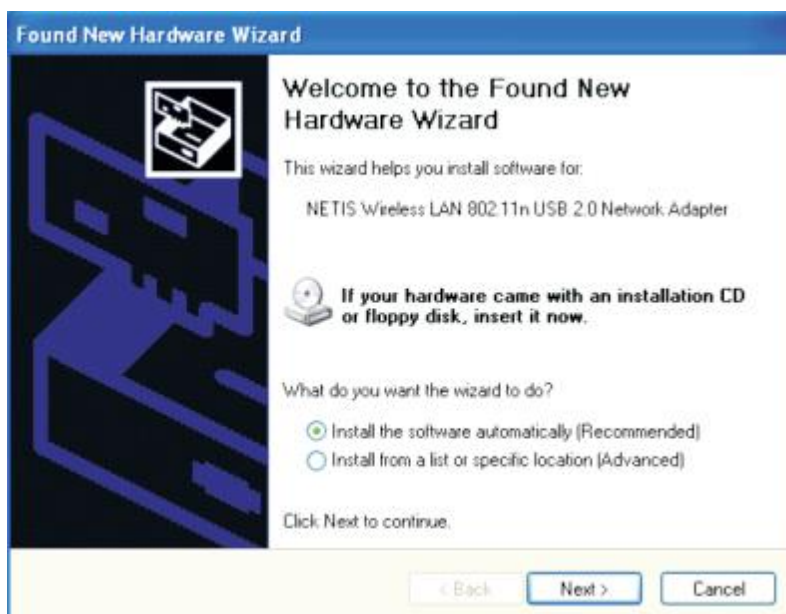 Found New Hardware Wizard
Welcome to the Found New
Hardware Wizard
This wizard helps you install software for:
NETIS Wireless LAN 802.11n USB 2.0 Network Adapter
If your hardware came with an installation CD
or floppy disk, insert it now.
What do you want the wizard to do?
Install the software automatically (Recommended)
Install from a list or specific location (Advanced)
Click Next to continue.
< Back Next > Cancel